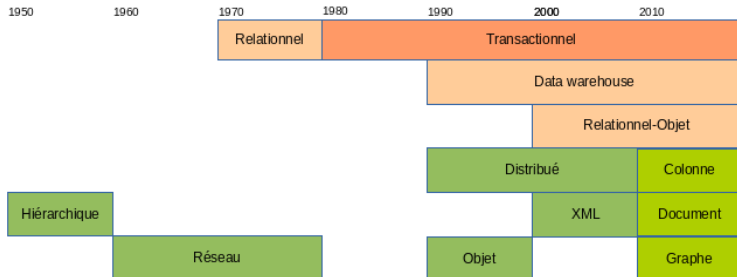 1950 1960 1970 1980 1990 2000 2010
Relationnel Transactionnel
Data warehouse
Relationnel-Objet
Distribué Colonne
Hiérarchique XML Document
Réseau Objet Graphe